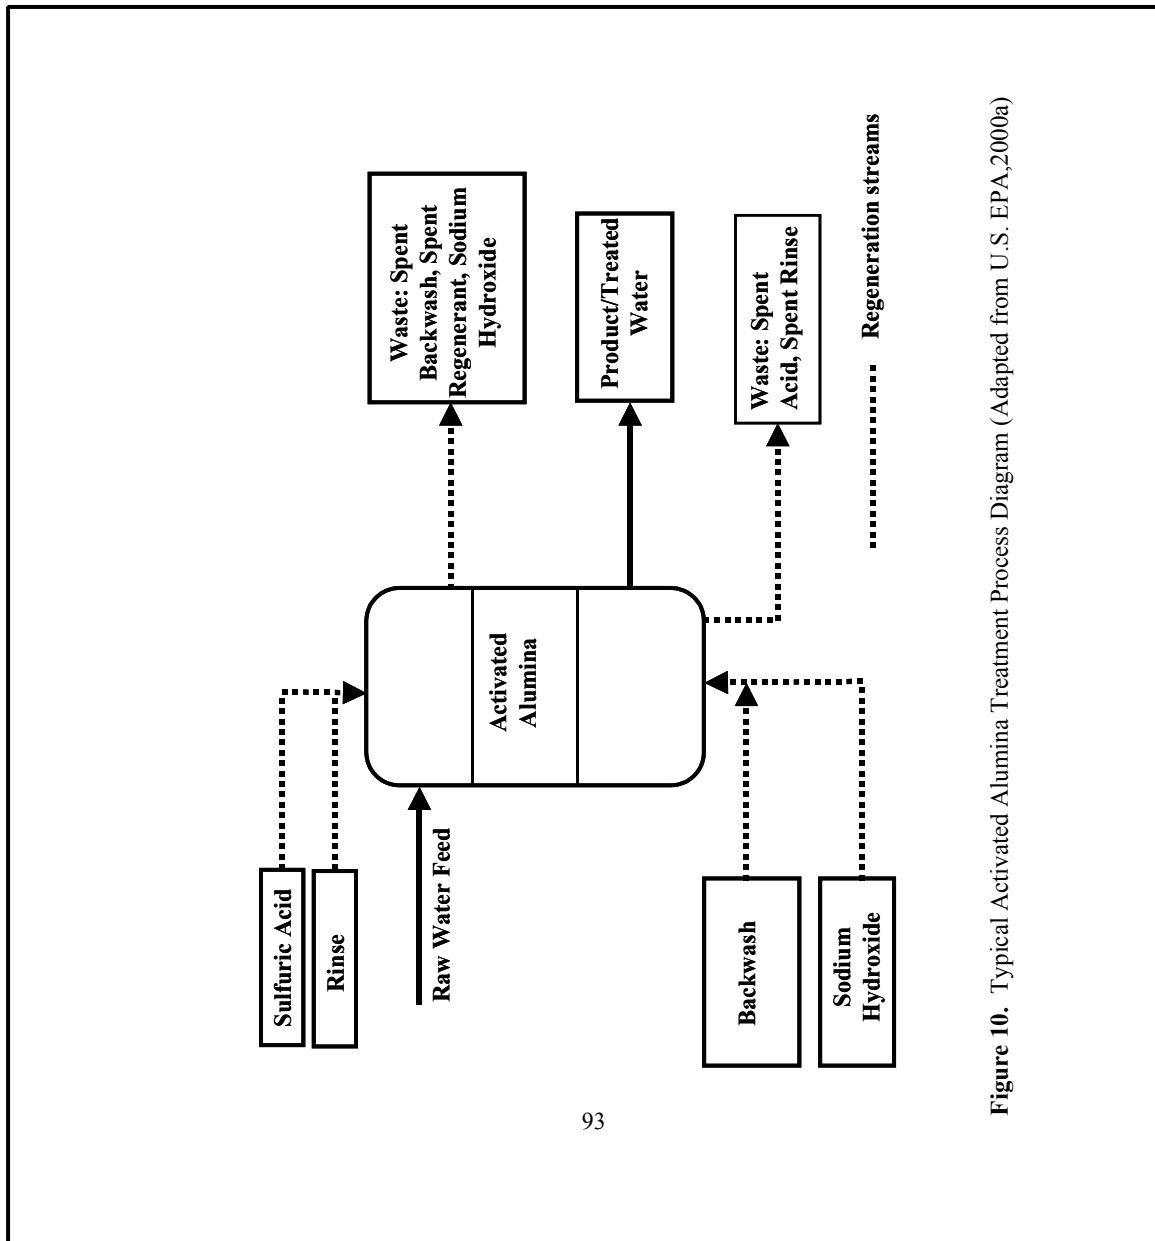 Sulfuric Acid
Rinse
Raw Water Feed
Backwash
Sodium
Hydroxide
Activated
Alumina
Waste: Spent
Backwash, Spent
Regenerant, Sodium
Hydroxide
Product/Treated
Water
Waste: Spent
Acid, Spent Rinse
Regeneration streams
Figure 10. Typical Activated Alumina Treatment Process Diagram (Adapted from U.S. EPA,2000a)
93